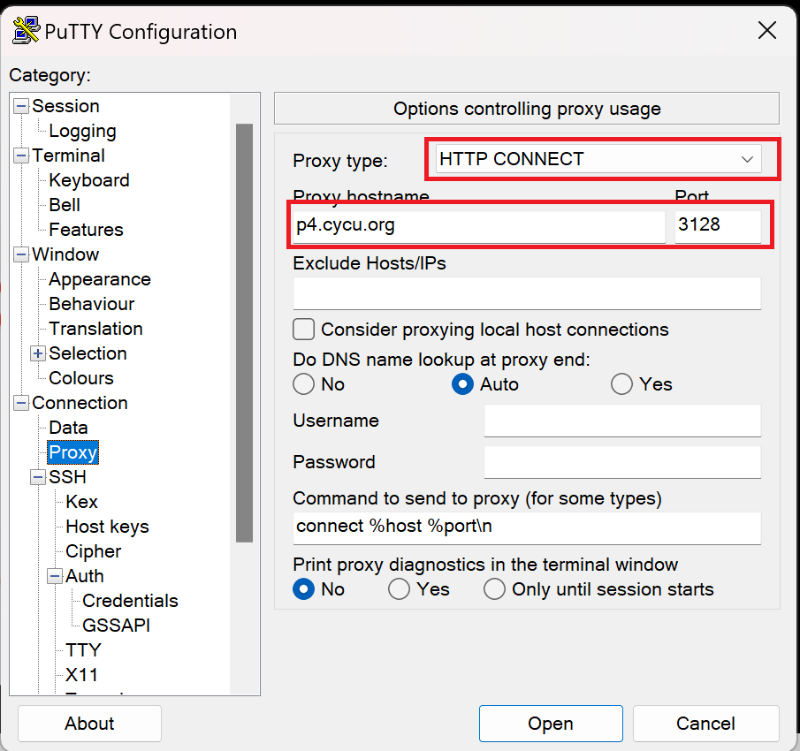 PuTTY Configuration
Category:
Session
Logging
Terminal
Keyboard
Bell
Features
Window
Appearance
Behaviour
Translation
Selection
Colours
Connection
Data
Proxy
SSH
Kex
Host keys
Cipher
Auth
Credentials
GSSAPI
TTY
X11
Options controlling proxy usage
Proxy type: HTTP CONNECT
Proxy hostname Port
p4.cycu.org 3128
Exclude Hosts/IPs
Consider proxying local host connections
Do DNS name lookup at proxy end:
No Auto Yes
Username
Password
Command to send to proxy (for some types)
connect %host %port\n
Print proxy diagnostics in the terminal window
No Yes Only until session starts
About Open Cancel